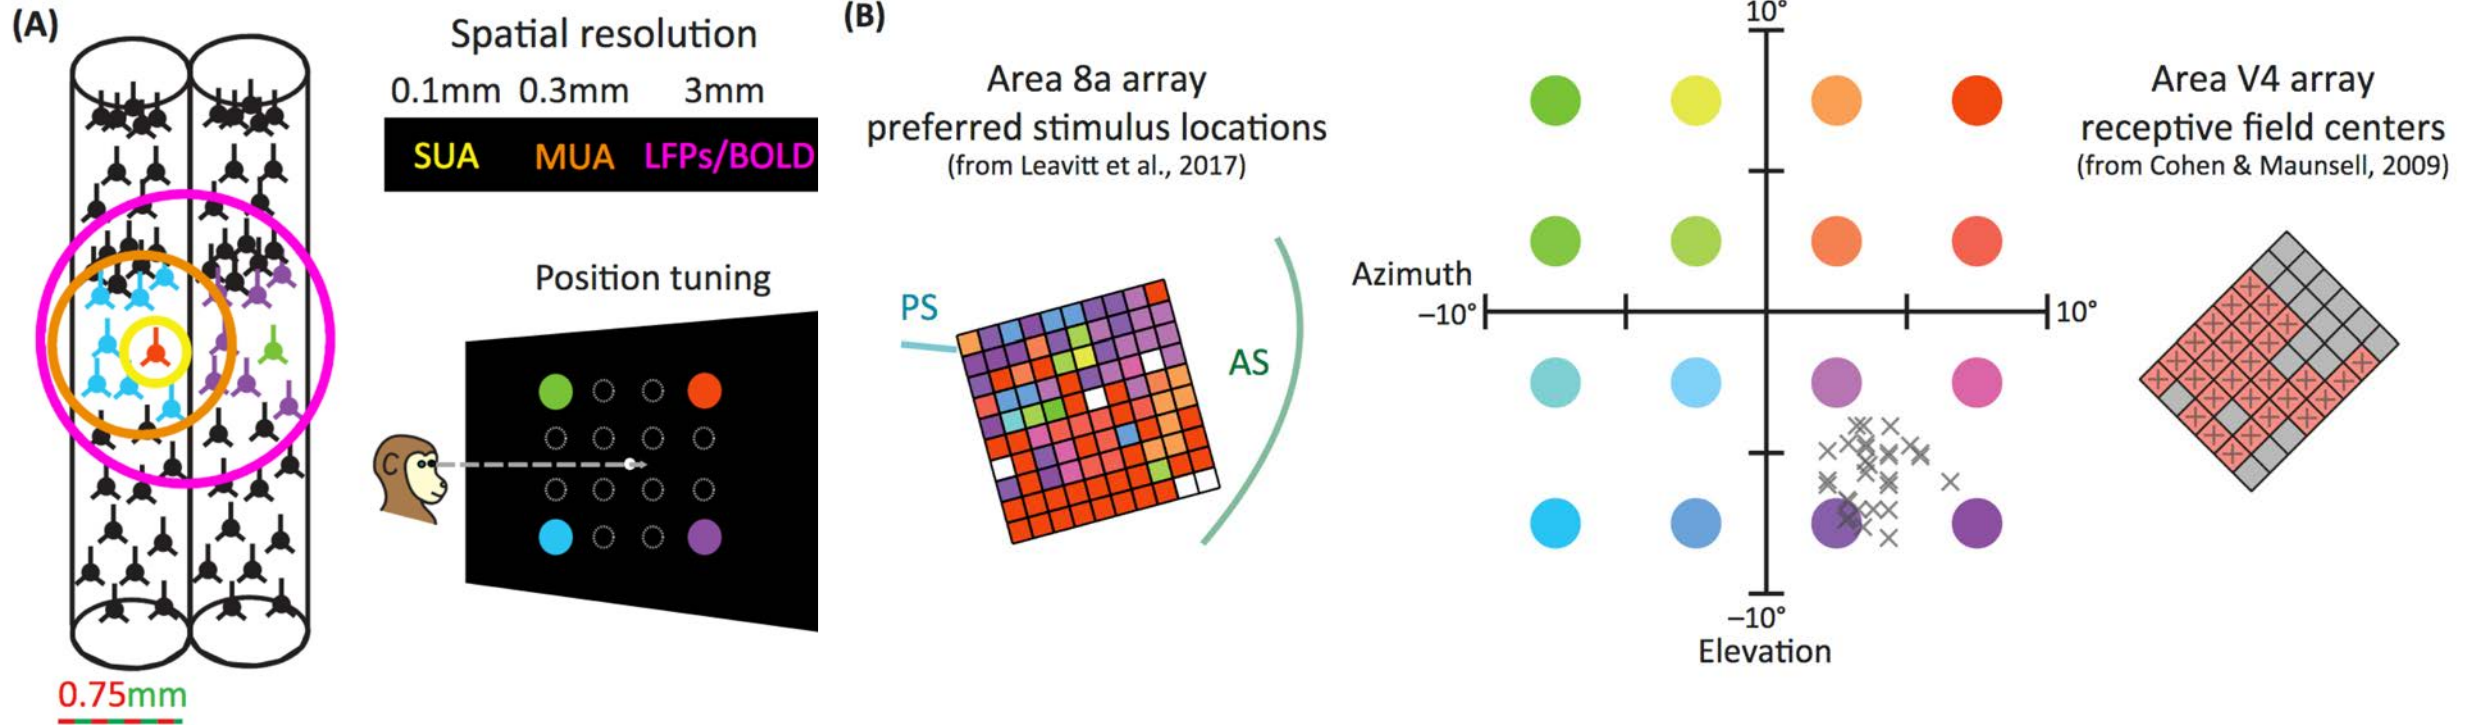 (A)
Spatial resolution
0.1mm 0.3mm 3mm
SUA MUA LFPs/BOLD
Position tuning
0.75mm
(B)
Area 8a array
preferred stimulus locations
(from Leavitt et al., 2017)
PS
AS
10°
Azimuth
−10°
10°
−10°
Elevation
Area V4 array
receptive field centers
(from Cohen & Maunsell, 2009)